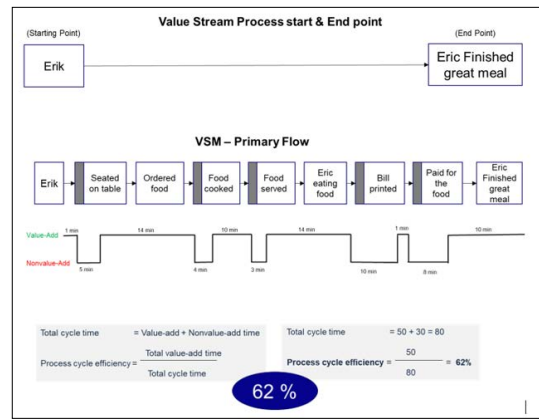 Value Stream Process start & End point
(Starting Point)
(End Point)
Erik
Eric Finished
great meal
VSM – Primary Flow
Erik
Seated
on table
Ordered
food
Food
cooked
Food
served
Eric
eating
food
Bill
printed
Paid for
the
food
Eric
Finished
great
meal
Value-Add
1 min
14 min
10 min
14 min
1 min
10 min
Nonvalue-Add
5 min
4 min
3 min
10 min
8 min
Total cycle time = Value-add + Nonvalue-add time
Process cycle efficiency = Total value-add time
Total cycle time
Total cycle time = 50 + 30 = 80
Process cycle efficiency = 50 = 62%
80
62 %